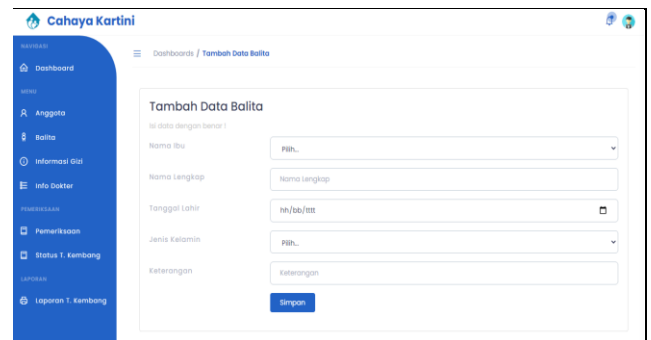 Cahaya Kartini
NAVIGASI
Dashboard
MENU
Anggota
Balita
Informasi Gizi
Info Dokter
PEMERIKSAAN
Pemeriksaan
Status T. Kembang
LAPORAN
Laporan T. Kembang
Dashboards / Tambah Data Balita
Tambah Data Balita
Isi data dengan benar !
Nama Ibu
Pilih...
Nama Lengkap
Nama Lengkap
Tanggal Lahir
hh/bb/tttt
Jenis Kelamin
Pilih...
Keterangan
Keterangan
Simpan